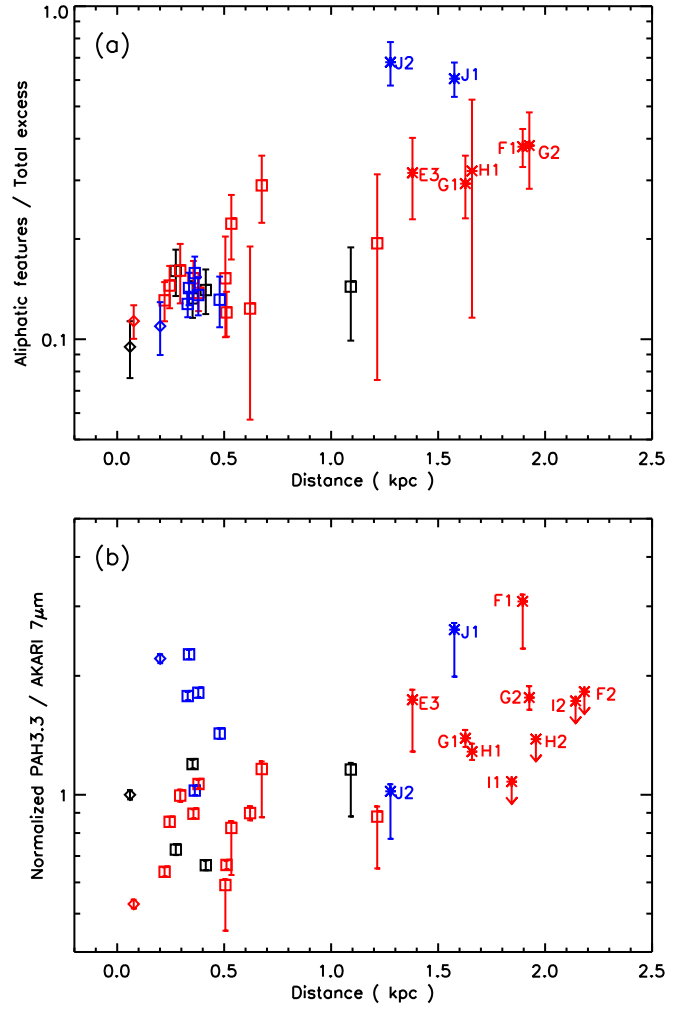 1.0
(a)
J2
J1
F1
G2
H1
E3
G1
0.1
Aliphatic features / Total excess
0.0 0.5 1.0 1.5 2.0 2.5
Distance ( kpc )
(b)
F1
J1
E3
G2
I2
F2
G1
H1
H2
I1
J2
1
Normalized PAH3.3 / AKARI 7μm
0.0 0.5 1.0 1.5 2.0 2.5
Distance ( kpc )